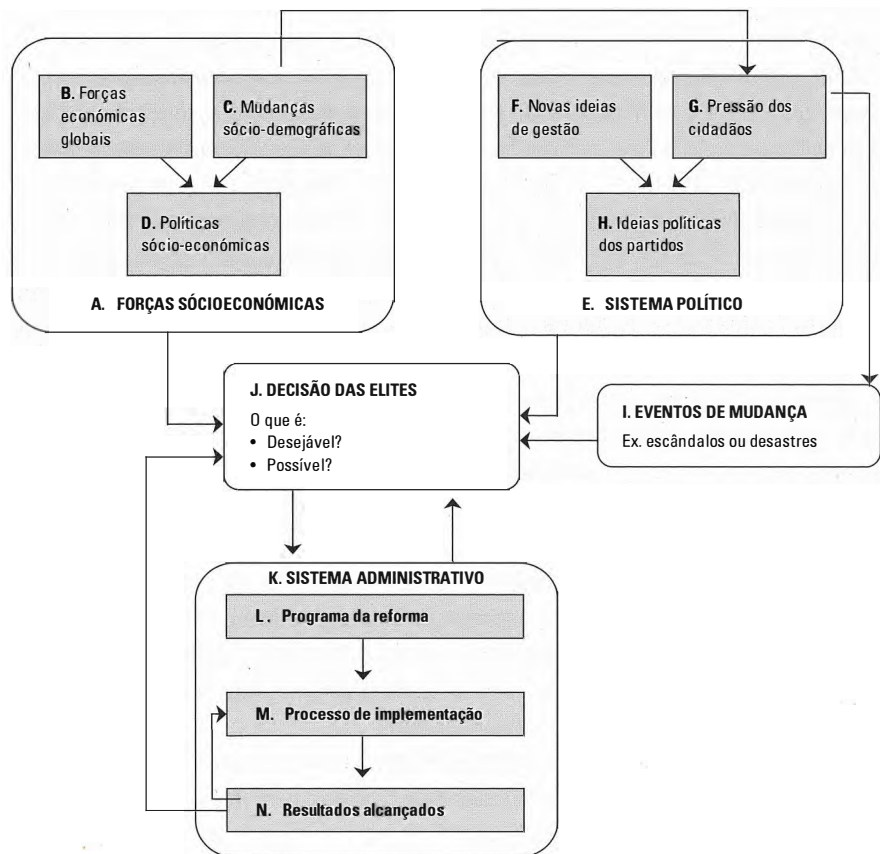 B. Forças
económicas
globais
C. Mudanças
sócio-demográficas
D. Políticas
sócio-económicas
A. FORÇAS SÓCIOECONÓMICAS
F. Novas ideias
de gestão
G. Pressão dos
cidadãos
H. Ideias políticas
dos partidos
E. SISTEMA POLÍTICO
J. DECISÃO DAS ELITES
O que é:
• Desejável?
• Possível?
I. EVENTOS DE MUDANÇA
Ex. escândalos ou desastres
K. SISTEMA ADMINISTRATIVO
L. Programa da reforma
M. Processo de implementação
N. Resultados alcançados